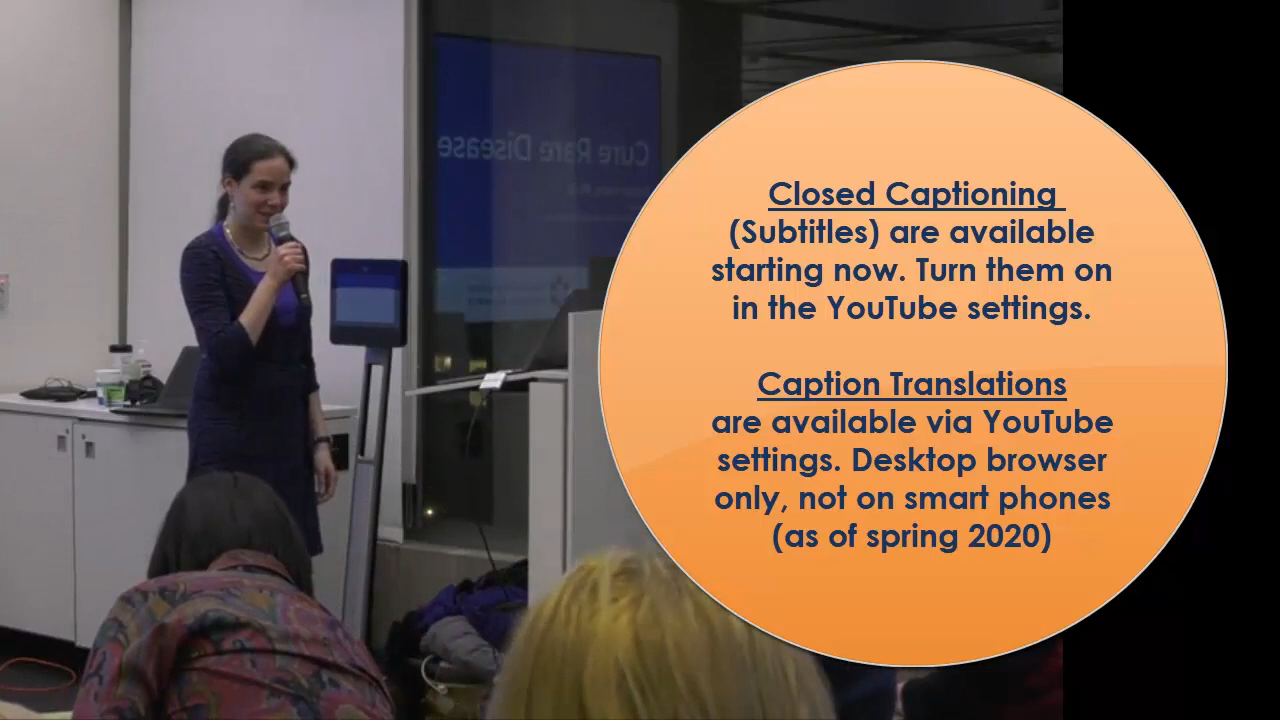 Cure Rare Disease
Closed Captioning
(Subtitles) are available
starting now. Turn them on
in the YouTube settings.
Caption Translations
are available via YouTube
settings. Desktop browser
only, not on smart phones
(as of spring 2020)